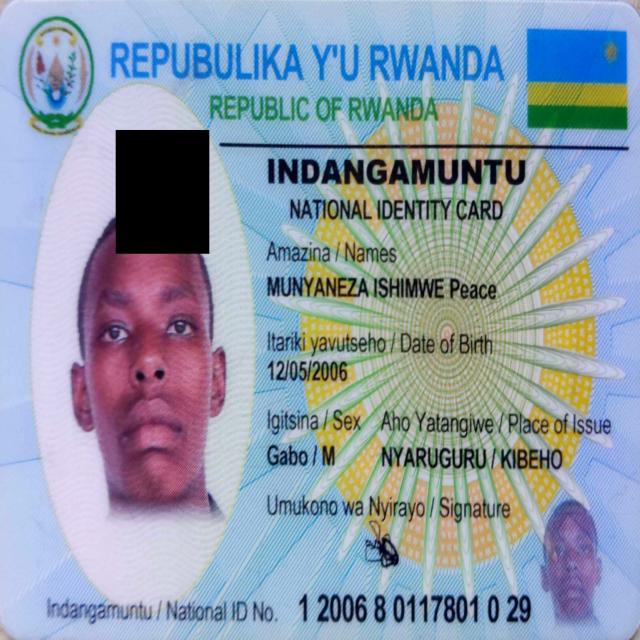 REPUBULIKA Y'U RWANDA
REPUBLIC OF RWANDA
INDANGAMUNTU
NATIONAL IDENTITY CARD
Amazina / Names
MUNYANEZA ISHIMWE Peace
Itariki yavutseho / Date of Birth
12/05/2006
Igitsina / Sex Aho Yatangiwe / Place of Issue
Gabo / M NYARUGURU / KIBEHO
Umukono wa Nyirayo / Signature
Indangamuntu / National ID No. 1 2006 8 0117801 0 29